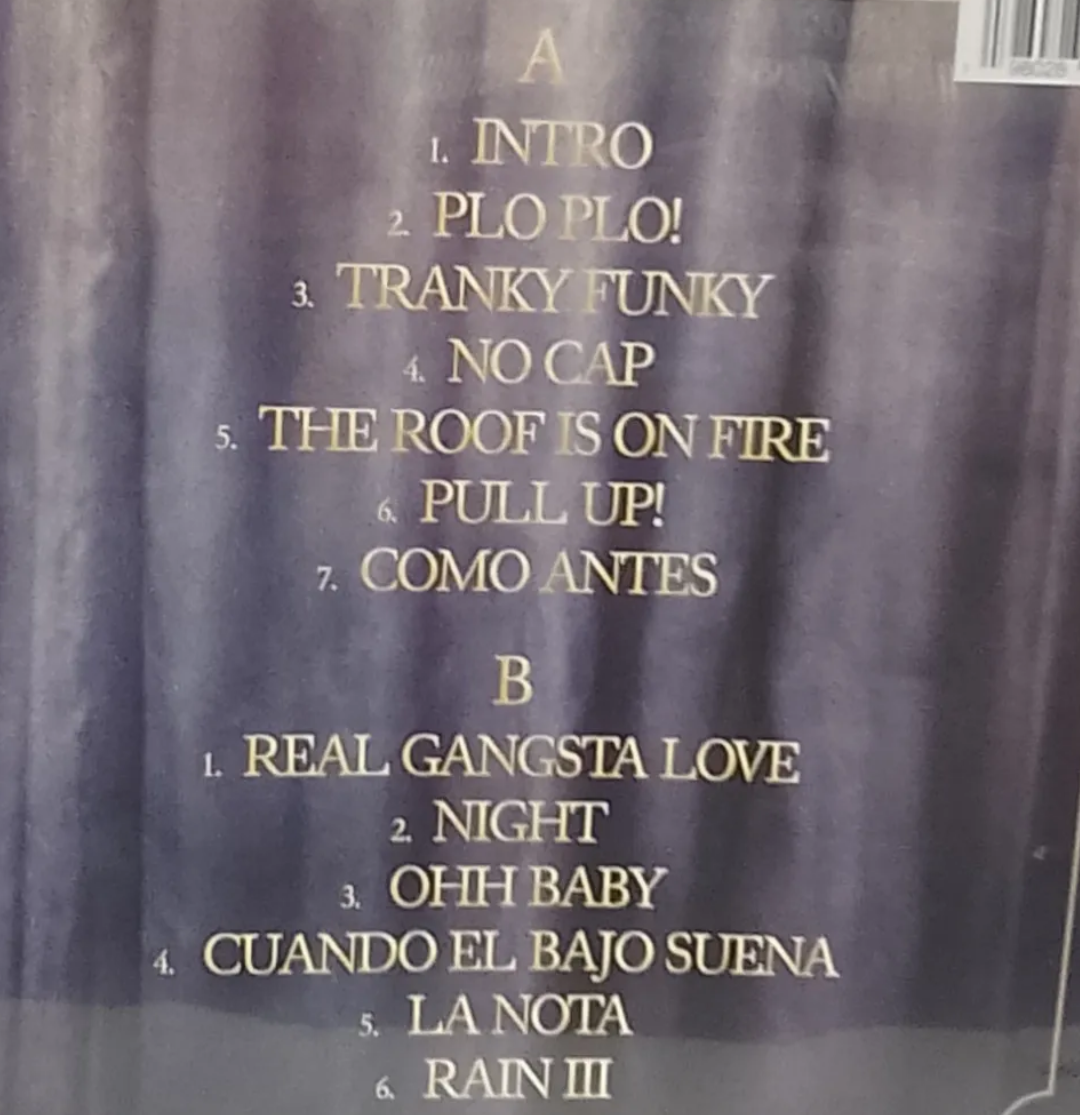 A
1. INTRO
2. PLO PLO!
3. TRANKY FUNKY
4. NO CAP
5. THE ROOF IS ON FIRE
6. PULL UP!
7. COMO ANTES
B
1. REAL GANGSTA LOVE
2. NIGHT
3. OHH BABY
4. CUANDO EL BAJO SUENA
5. LA NOTA
6. RAIN III